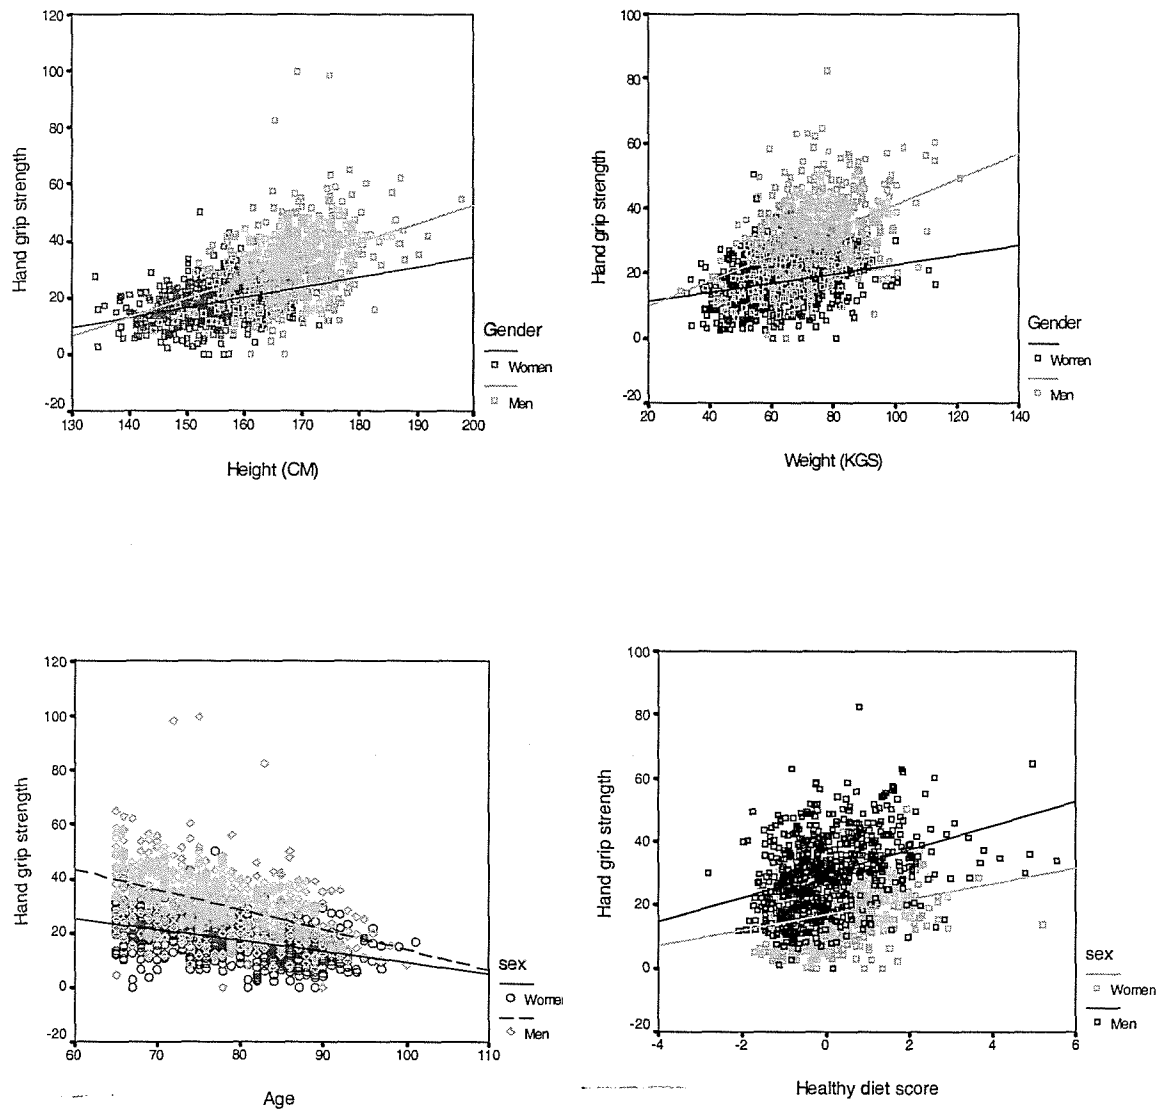 120
100
80
60
40
20
0
-20
Hand grip strength
130 140 150 160 170 180 190 200
Height (CM)
Gender
Women
Men
100
80
60
40
20
0
-20
Hand grip strength
20 40 60 80 100 120 140
Weight (KGS)
Gender
Women
Men
120
100
80
60
40
20
0
-20
Hand grip strength
60 70 80 90 100 110
Age
sex
Women
Men
100
80
60
40
20
0
-20
Hand grip strength
-4 -2 0 2 4 6
Healthy diet score
sex
Women
Men